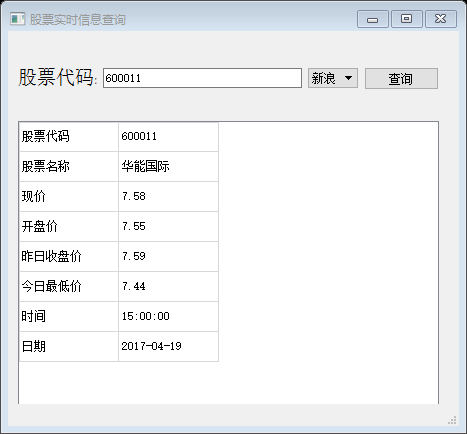 股票实时信息查询
股票代码: 600011 新浪 查询
股票代码 600011
股票名称 华能国际
现价 7.58
开盘价 7.55
昨日收盘价 7.59
今日最低价 7.44
时间 15:00:00
日期 2017-04-19